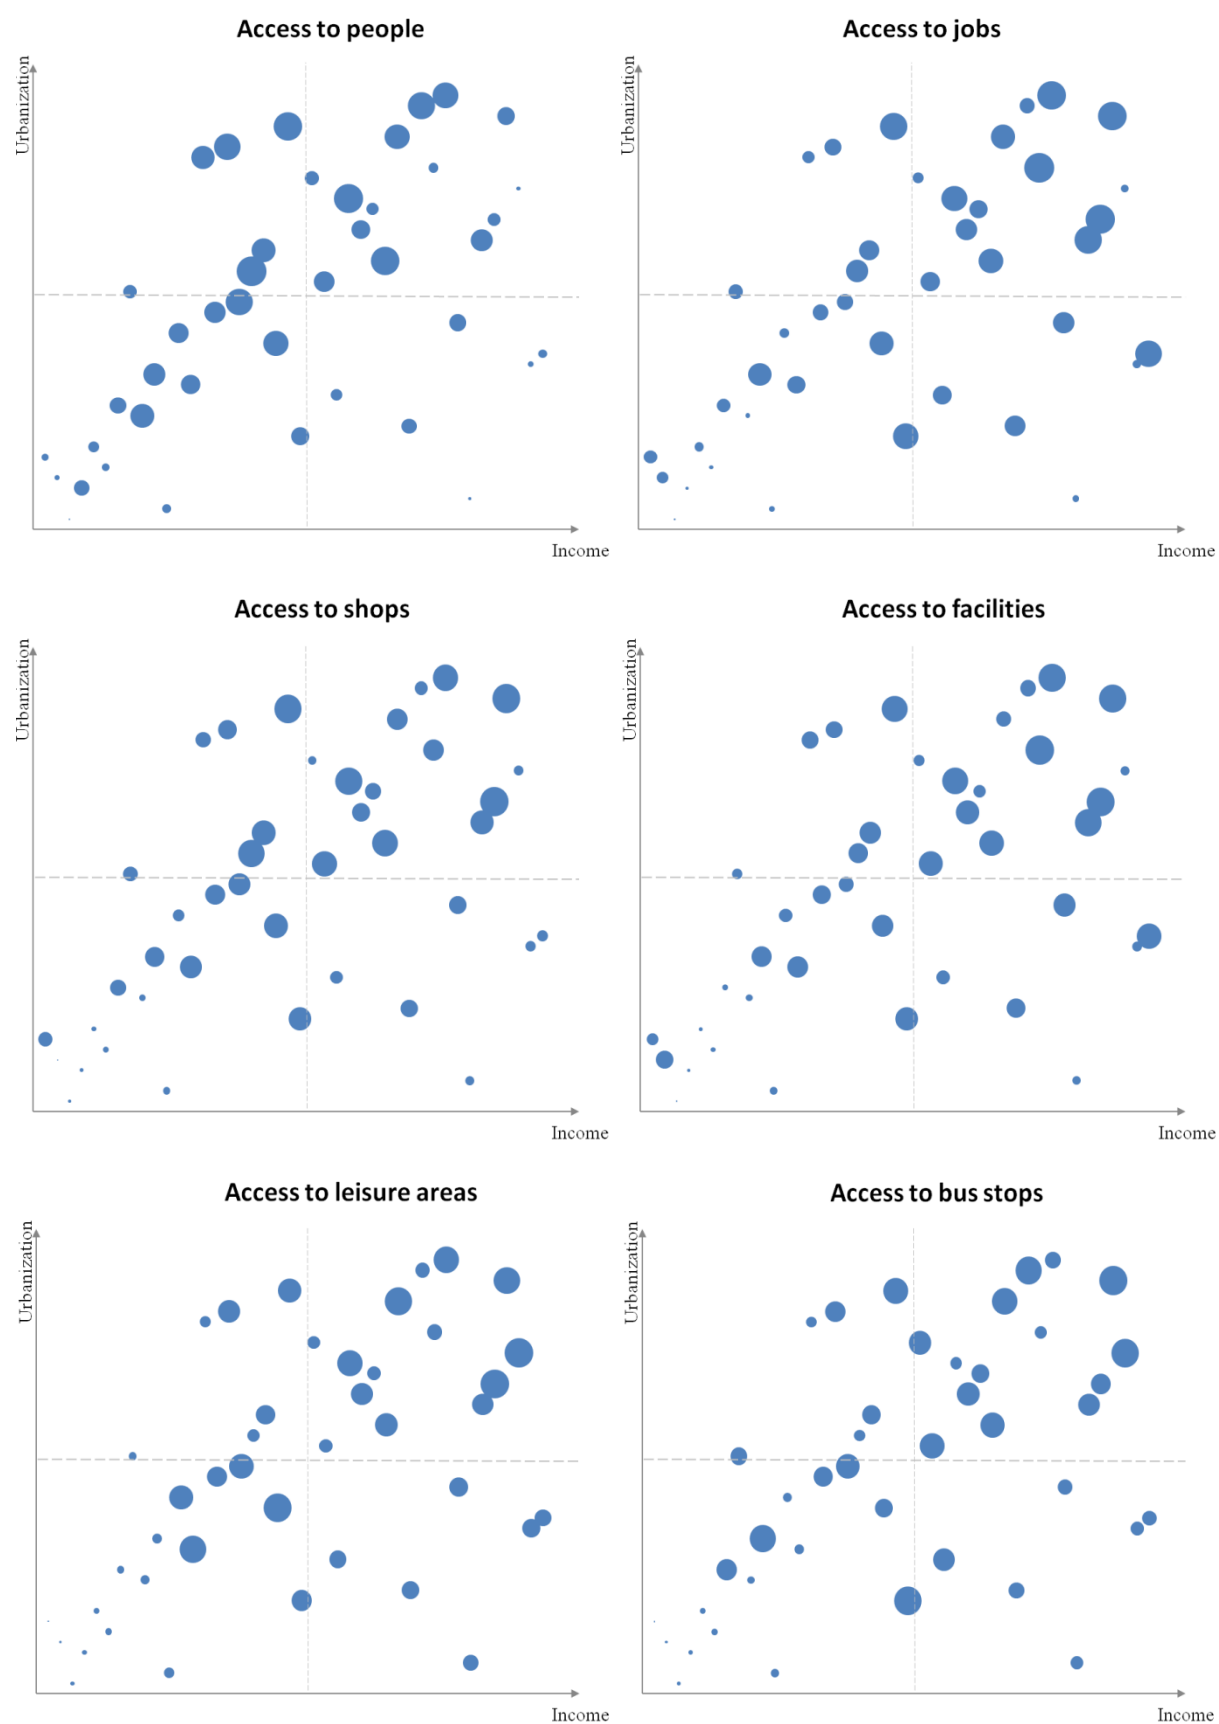 Access to people
Access to jobs
Urbanization
Urbanization
Income
Income
Access to shops
Access to facilities
Urbanization
Urbanization
Income
Income
Access to leisure areas
Access to bus stops
Urbanization
Urbanization
Income
Income